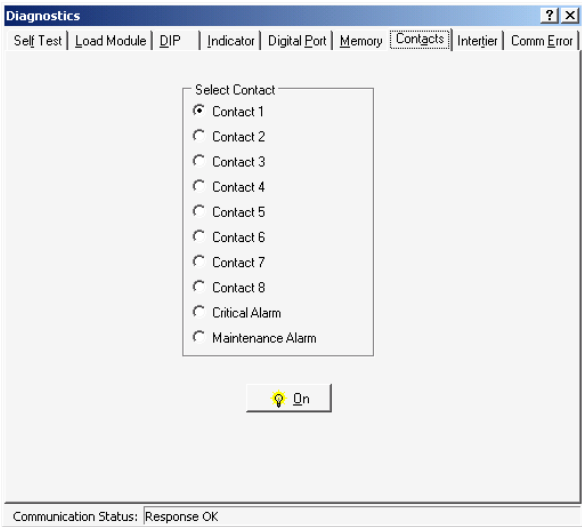 Diagnostics
Self Test Load Module DIP Indicator Digital Port Memory Contacts Intertier Comm Error
Select Contact
Contact 1
Contact 2
Contact 3
Contact 4
Contact 5
Contact 6
Contact 7
Contact 8
Critical Alarm
Maintenance Alarm
On
Communication Status: Response OK